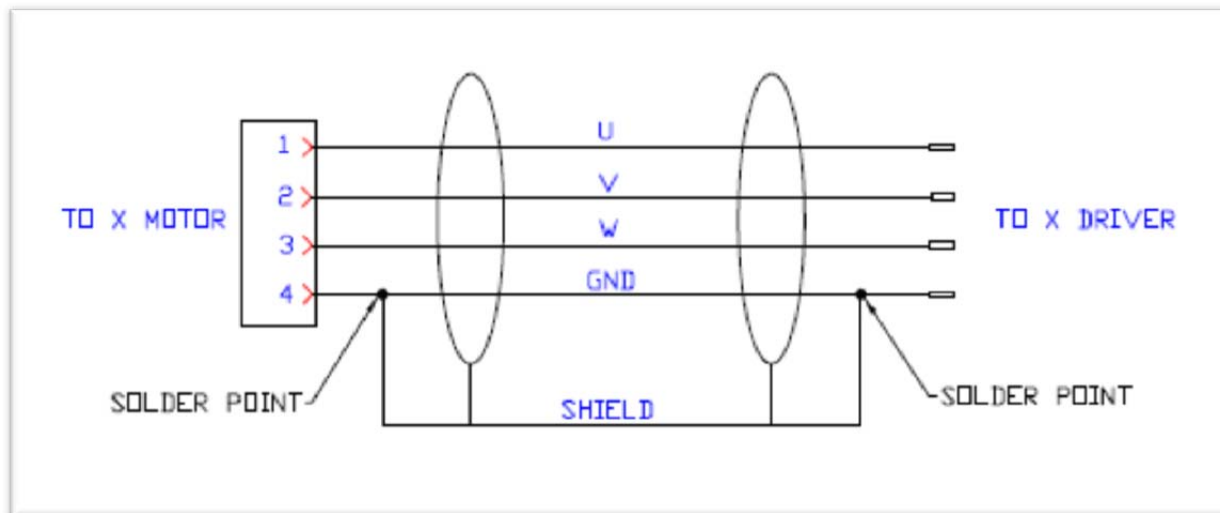 U
1
V
2
TO X MOTOR
TO X DRIVER
W
3
GND
4
SOLDER POINT
SHIELD
SOLDER POINT